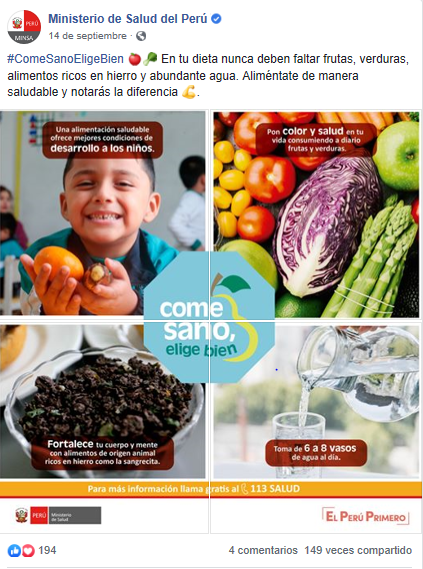 Ministerio de Salud del Perú
14 de septiembre ·
#ComeSanoEligeBien 🍅🥦 En tu dieta nunca deben faltar frutas, verduras,
alimentos ricos en hierro y abundante agua. Aliméntate de manera
saludable y notarás la diferencia 💪.
PERÚ
MINSA
Una alimentación saludable
ofrece mejores condiciones de
desarrollo a los niños.
Pon color y salud en tu
vida consumiendo a diario
frutas y verduras.
come
sano,
elige bien
Fortalece tu cuerpo y mente
con alimentos de origen animal
ricos en hierro como la sangrecita.
Toma de 6 a 8 vasos
de agua al día.
Para más información llama gratis al 113 SALUD
PERÚ
Ministerio
de Salud
EL PERÚ PRIMERO
194
4 comentarios 149 veces compartido